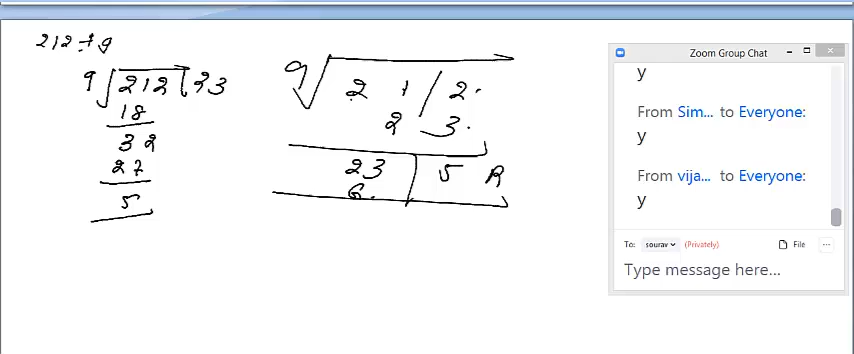 212÷9
9 212 23
18
32
27
5
9 2 1 / 2
2 3
23 5 R
6
Zoom Group Chat
y
From Sim... to Everyone:
y
From vija... to Everyone:
y
To: sourav (Privately) File ...
Type message here...